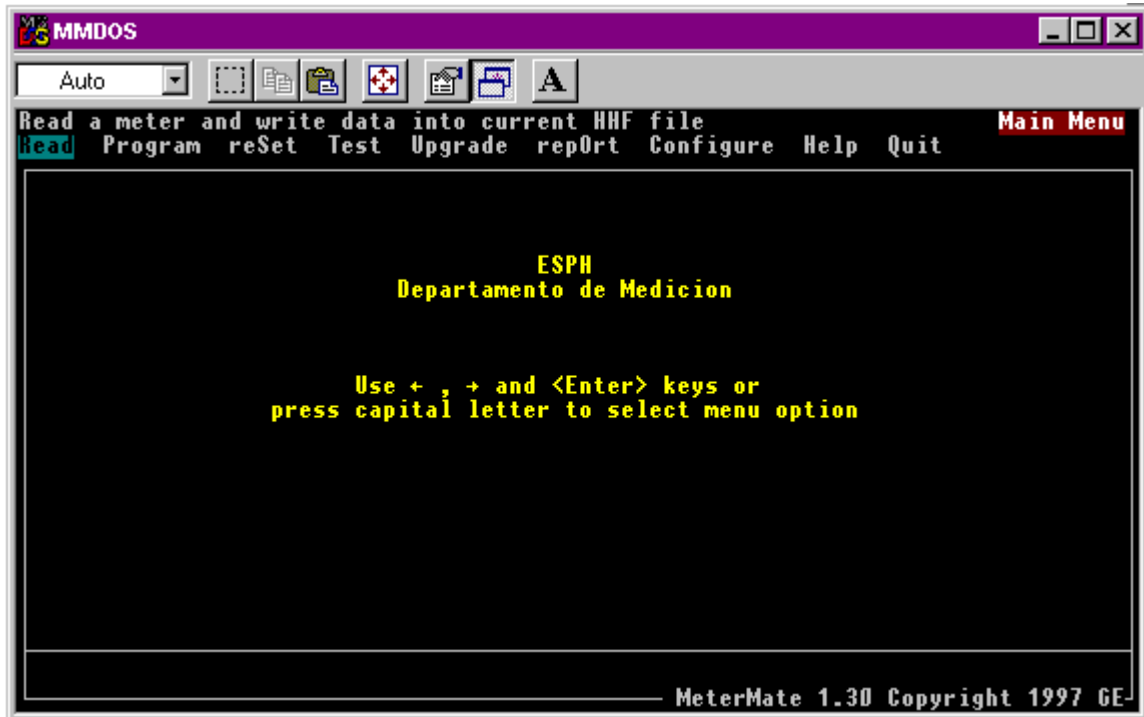 MMDOS
Auto
A
Read a meter and write data into current HHF file Main Menu
Read Program reSet Test Upgrade repOrt Configure Help Quit
ESPH
Departamento de Medicion
Use ← , → and <Enter> keys or
press capital letter to select menu option
MeterMate 1.30 Copyright 1997 GE